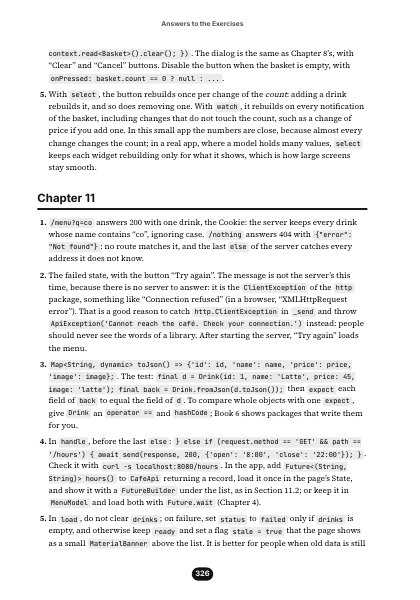 Answers to the Exercises
context.read<Basket>().clear(); }). The dialog is the same as Chapter 8's, with
"Clear" and "Cancel" buttons. Disable the button when the basket is empty, with
onPressed: basket.count == 0 ? null : ....
5. With select, the button rebuilds once per change of the count: adding a drink
rebuilds it, and so does removing one. With watch, it rebuilds on every notification
of the basket, including changes that do not touch the count, such as a change of
price if you add one. In this small app the numbers are close, because almost every
change changes the count; in a real app, where a model holds many values, select
keeps each widget rebuilding only for what it shows, which is how large screens
stay smooth.
Chapter 11
1. /menu?q=co answers 200 with one drink, the Cookie: the server keeps every drink
whose name contains "co", ignoring case. /nothing answers 404 with {"error":
"Not found"}: no route matches it, and the last else of the server catches every
address it does not know.
2. The failed state, with the button "Try again". The message is not the server's this
time, because there is no server to answer: it is the ClientException of the http
package, something like "Connection refused" (in a browser, "XMLHttpRequest
error"). That is a good reason to catch http.ClientException in _send and throw
ApiException('Cannot reach the café. Check your connection.') instead: people
should never see the words of a library. After starting the server, "Try again" loads
the menu.
3. Map<String, dynamic> toJson() => {'id': id, 'name': name, 'price': price,
'image': image};. The test: final d = Drink(id: 1, name: 'Latte', price: 45,
image: 'latte'); final back = Drink.fromJson(d.toJson()); then expect each
field of back to equal the field of d. To compare whole objects with one expect,
give Drink an operator == and hashCode; Book 6 shows packages that write them
for you.
4. In handle, before the last else: } else if (request.method == 'GET' && path ==
'/hours') { await send(response, 200, {'open': '8:00', 'close': '22:00'}); }.
Check it with curl -s localhost:8080/hours. In the app, add Future<(String,
String)> hours() to CafeApi returning a record, load it once in the page's State,
and show it with a FutureBuilder under the list, as in Section 11.2; or keep it in
MenuModel and load both with Future.wait (Chapter 4).
5. In load, do not clear drinks; on failure, set status to failed only if drinks is
empty, and otherwise keep ready and set a flag stale = true that the page shows
as a small MaterialBanner above the list. It is better for people when old data is still
326